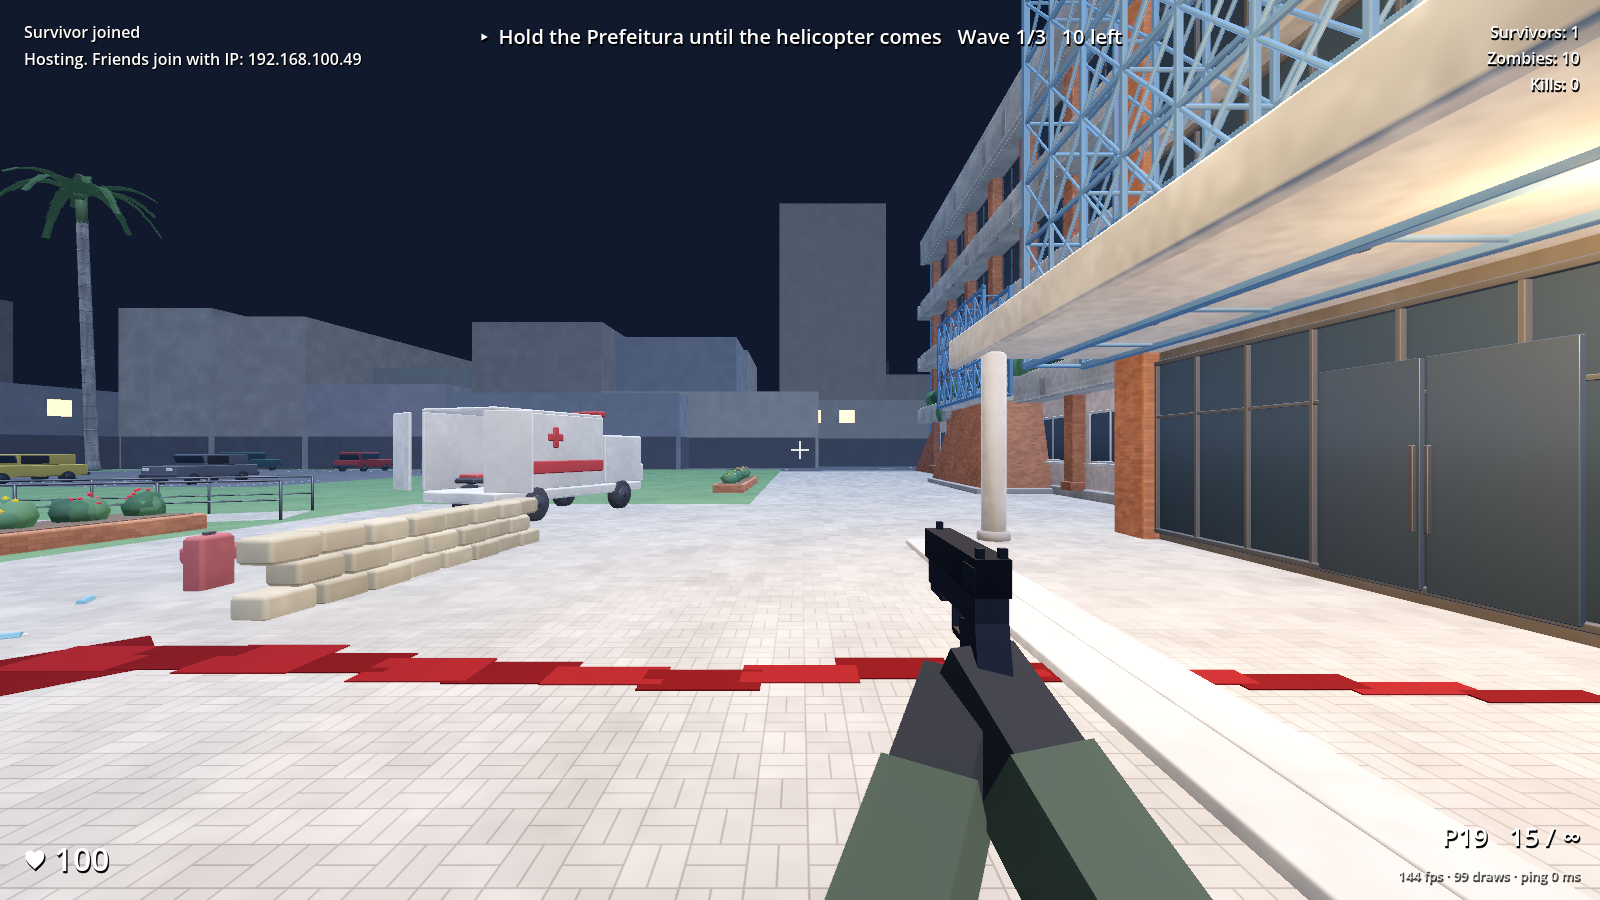 Survivor joined
Hosting. Friends join with IP: 192.168.100.49
▸ Hold the Prefeitura until the helicopter comes Wave 1/3 10 left
Survivors: 1
Zombies: 10
Kills: 0
100
P19 15 / ∞
144 fps · 99 draws · ping 0 ms